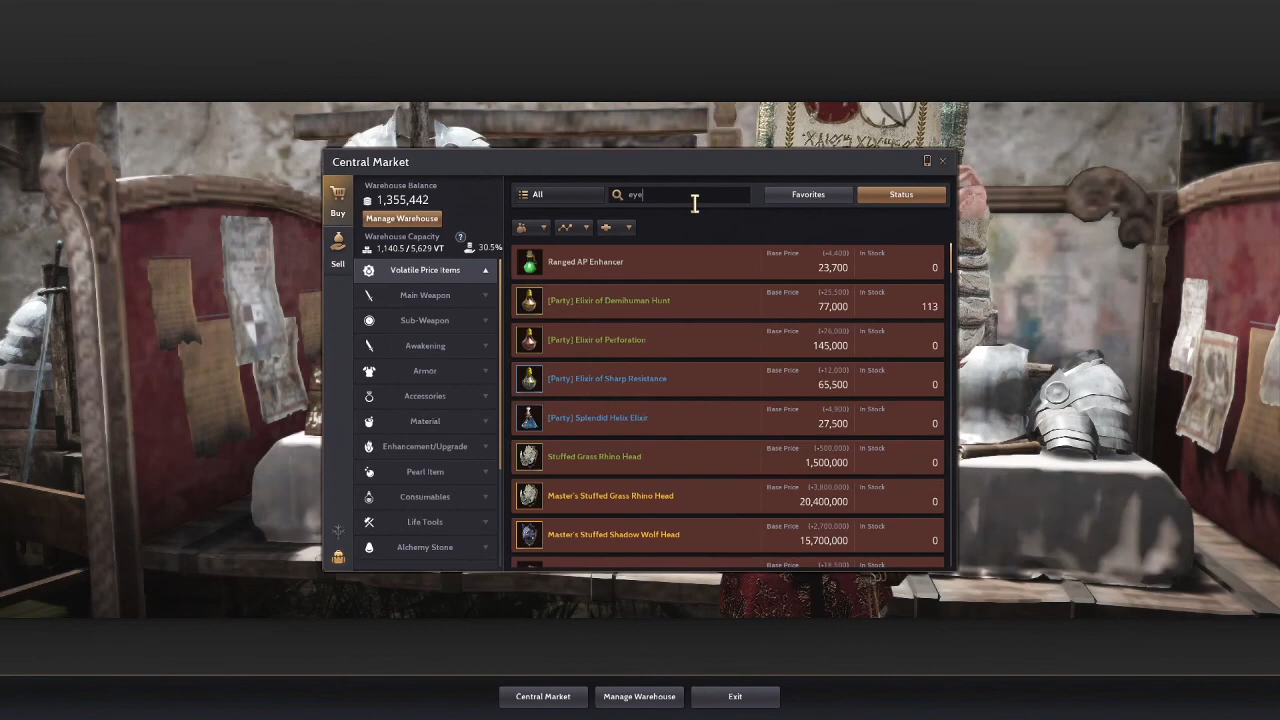 Central Market
Warehouse Balance
1,355,442
Manage Warehouse
Warehouse Capacity
?
1,140.5 / 5,629 VT
30.5%
Buy
Sell
Volatile Price Items
Main Weapon
Sub-Weapon
Awakening
Armor
Accessories
Material
Enhancement/Upgrade
Pearl Item
Consumables
Life Tools
Alchemy Stone
All
eye
Favorites
Status
Ranged AP Enhancer
Base Price (+4,400)
23,700
In Stock
0
[Party] Elixir of Demihuman Hunt
Base Price (+25,500)
77,000
In Stock
113
[Party] Elixir of Perforation
Base Price (+26,000)
145,000
In Stock
0
[Party] Elixir of Sharp Resistance
Base Price (+12,000)
65,500
In Stock
0
[Party] Splendid Helix Elixir
Base Price (+4,900)
27,500
In Stock
0
Stuffed Grass Rhino Head
Base Price (+500,000)
1,500,000
In Stock
0
Master's Stuffed Grass Rhino Head
Base Price (+3,800,000)
20,400,000
In Stock
0
Master's Stuffed Shadow Wolf Head
Base Price (+2,700,000)
15,700,000
In Stock
0
Base Price
In Stock
Central Market
Manage Warehouse
Exit